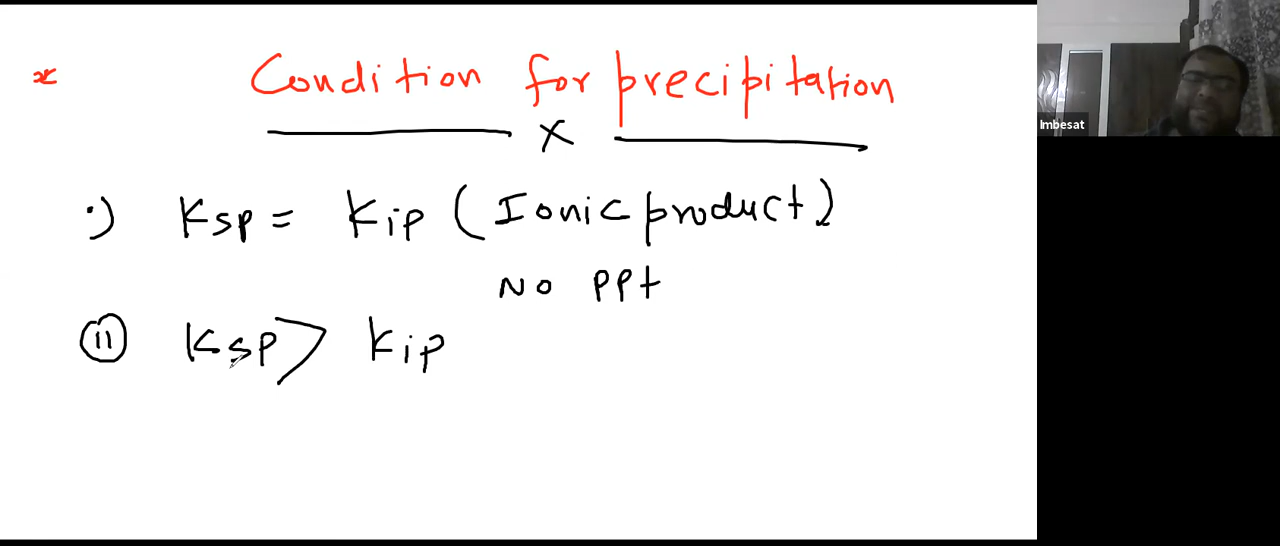 * Condition for precipitation
x
i) Ksp = Kip (Ionic product)
No ppt
(ii) Ksp > Kip
Imbesat